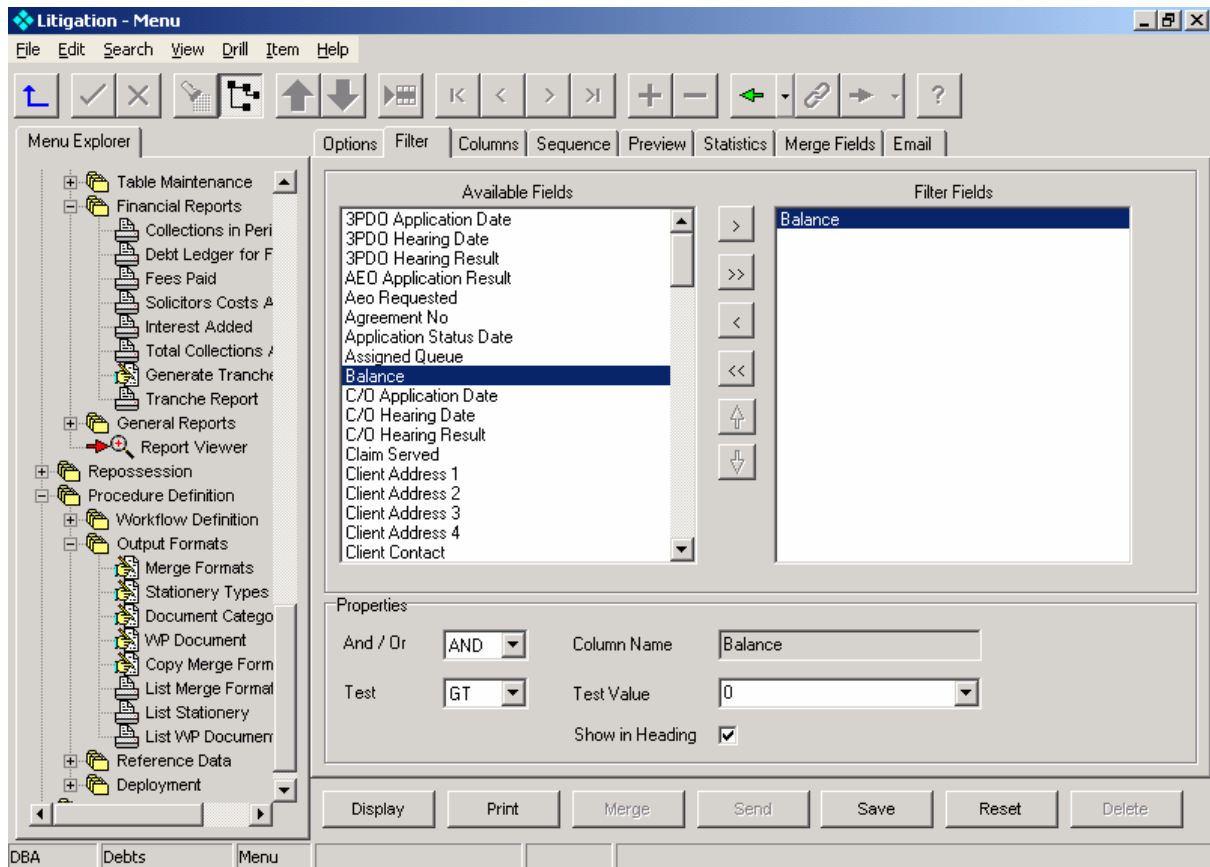 Litigation - Menu
File Edit Search View Drill Item Help
Menu Explorer
Options Filter Columns Sequence Preview Statistics Merge Fields Email
Table Maintenance
Financial Reports
Collections in Peri
Debt Ledger for F
Fees Paid
Solicitors Costs A
Interest Added
Total Collections A
Generate Tranche
Tranche Report
General Reports
Report Viewer
Repossession
Procedure Definition
Workflow Definition
Output Formats
Merge Formats
Stationery Types
Document Catego
WP Document
Copy Merge Form
List Merge Format
List Stationery
List WP Documen
Reference Data
Deployment
Available Fields
3PDO Application Date
3PDO Hearing Date
3PDO Hearing Result
AEO Application Result
Aeo Requested
Agreement No
Application Status Date
Assigned Queue
Balance
C/O Application Date
C/O Hearing Date
C/O Hearing Result
Claim Served
Client Address 1
Client Address 2
Client Address 3
Client Address 4
Client Contact
>
>>
<
<<
Filter Fields
Balance
Properties
And / Or AND Column Name Balance
Test GT Test Value 0
Show in Heading
Display Print Merge Send Save Reset Delete
DBA Debts Menu